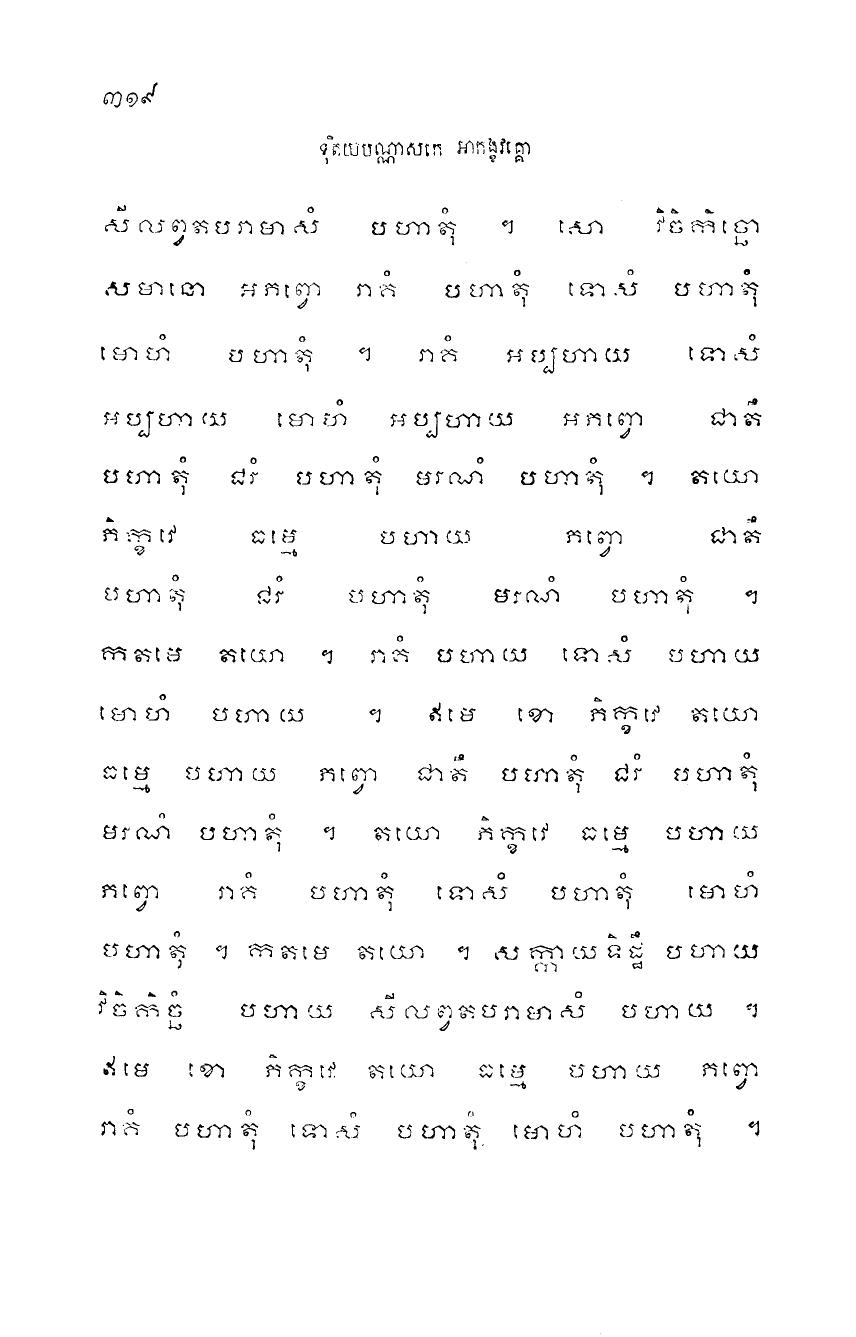 ៣១៩
ទុតិយបណ្ណាសកេ អាកង្ខវគ្គោ
សីលព្វតបរាមាសំ បហាតុំ ។ សោ វិចិកិច្ឆោ
សមានោ អភព្វោ រាគំ បហាតុំ ទោសំ បហាតុំ
មោហំ បហាតុំ ។ រាគំ អប្បហាយ ទោសំ
អប្បហាយ មោហំ អប្បហាយ អភព្វោ ជាតឹ
បហាតុំ ជរំ បហាតុំ មរណំ បហាតុំ ។ តយោ
ភិក្ខវេ ធម្មេ បហាយ ភព្វោ ជាតឹ
បហាតុំ ជរំ បហាតុំ មរណំ បហាតុំ ។
កតមេ តយោ ។ រាគំ បហាយ ទោសំ បហាយ
មោហំ បហាយ ។ ឥមេ ខោ ភិក្ខវេ តយោ
ធម្មេ បហាយ ភព្វោ ជាតឹ បហាតុំ ជរំ បហាតុំ
មរណំ បហាតុំ ។ តយោ ភិក្ខវេ ធម្មេ បហាយ
ភព្វោ រាគំ បហាតុំ ទោសំ បហាតុំ មោហំ
បហាតុំ ។ កតមេ តយោ ។ សក្កាយទិដ្ឋឹ បហាយ
វិចិកិច្ឆំ បហាយ សីលព្វតបរាមាសំ បហាយ ។
ឥមេ ខោ ភិក្ខវេ តយោ ធម្មេ បហាយ ភព្វោ
រាគំ បហាតុំ ទោសំ បហាតុំ មោហំ បហាតុំ ។